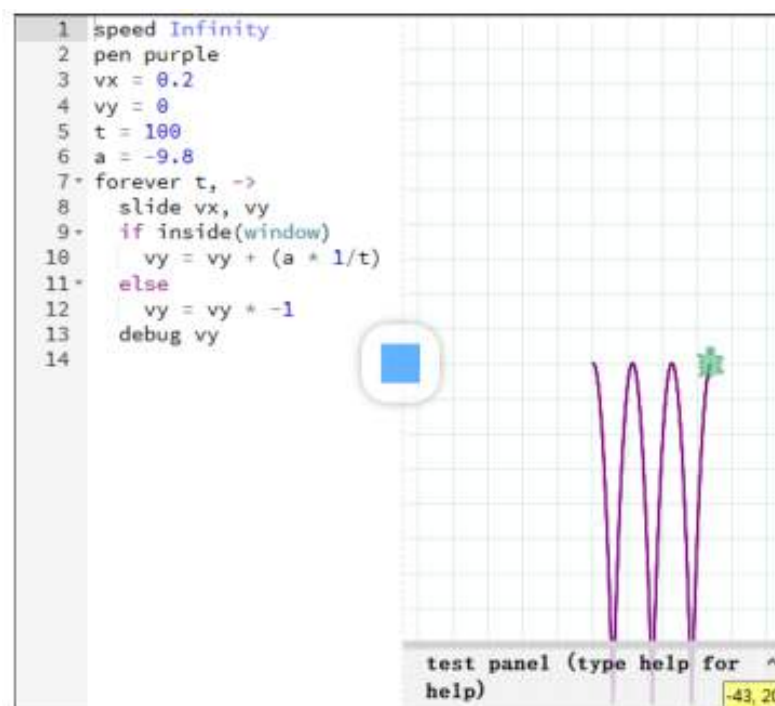 1 speed Infinity
2 pen purple
3 vx = 0.2
4 vy = 0
5 t = 100
6 a = -9.8
7 forever t, ->
8 slide vx, vy
9 if inside(window)
10 vy = vy + (a * 1/t)
11 else
12 vy = vy * -1
13 debug vy
14
test panel (type help for ^
help)
-43, 20